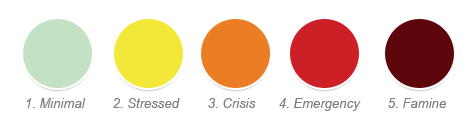 1. Minimal 2. Stressed 3. Crisis 4. Emergency 5. Famine